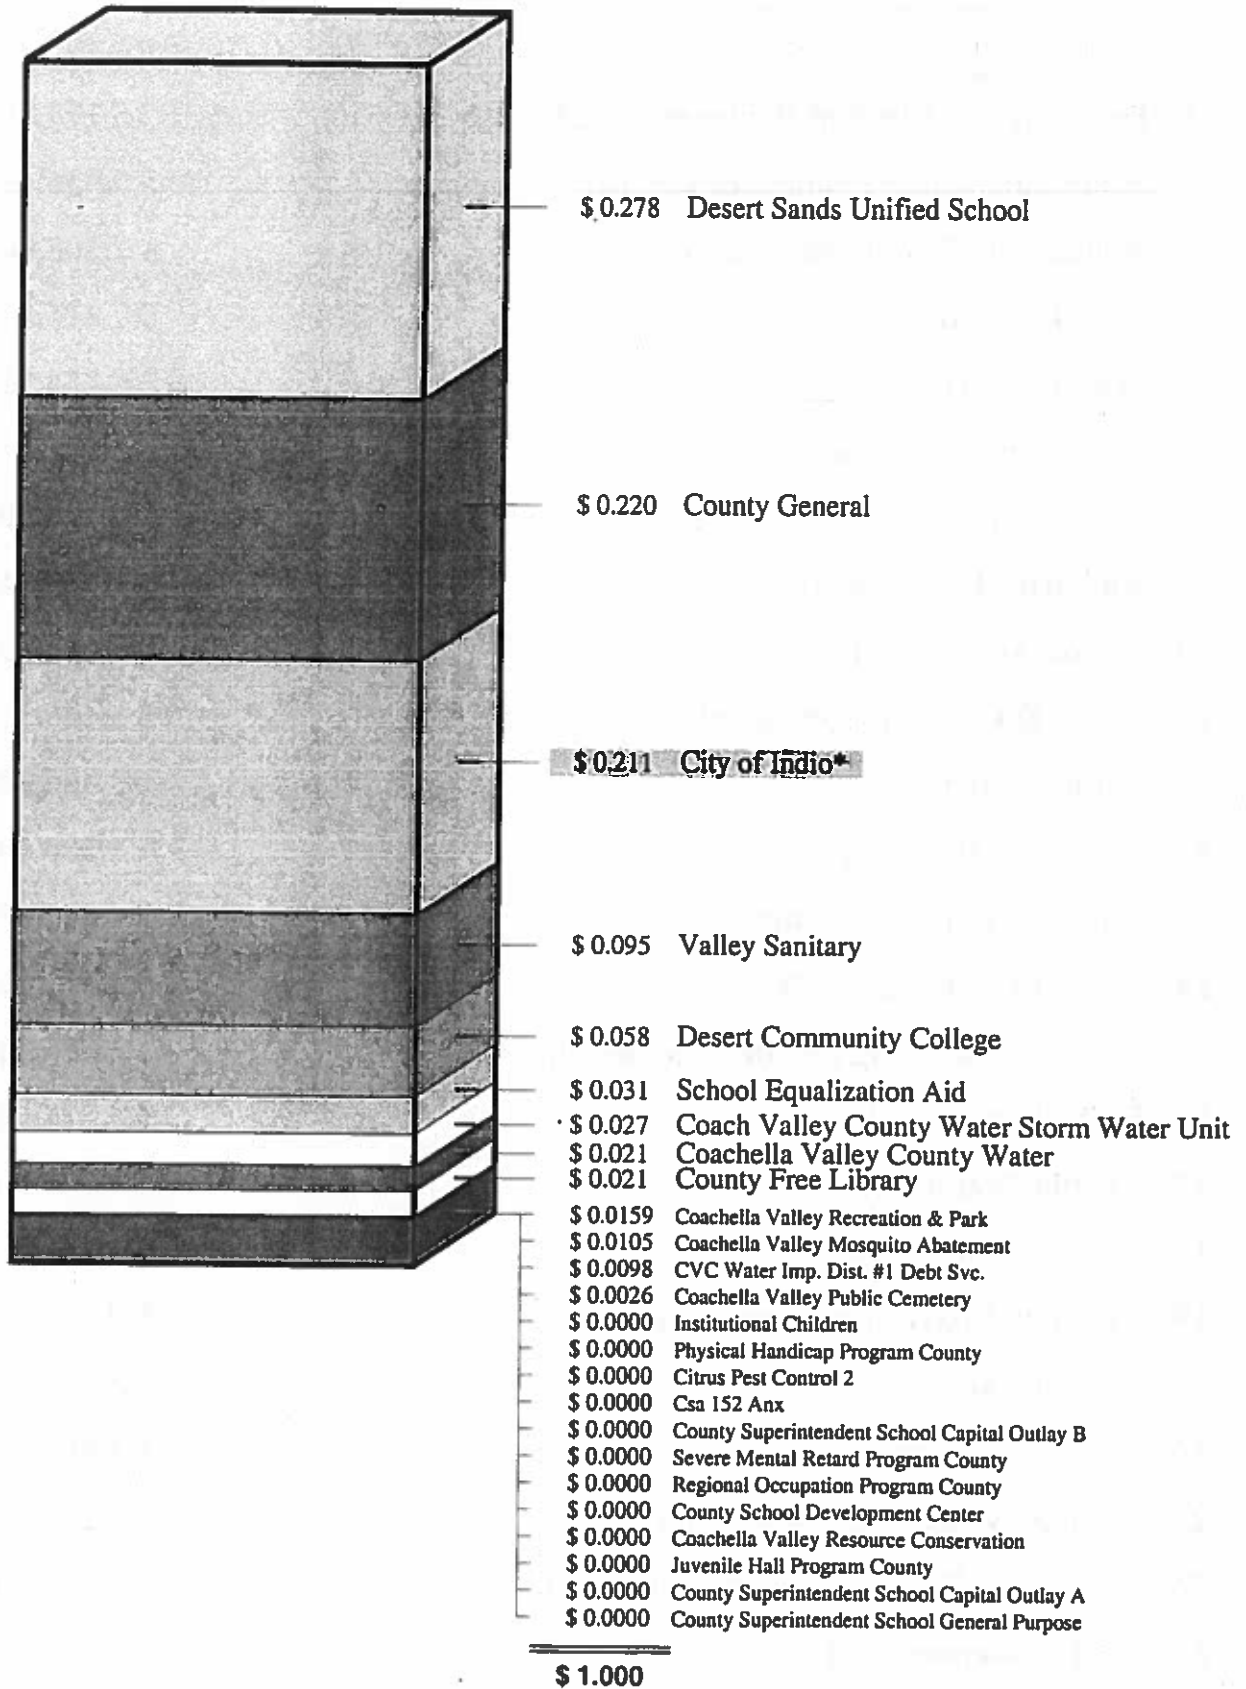 $ 0.278 Desert Sands Unified School
$ 0.220 County General
$ 0.211 City of Indio*
$ 0.095 Valley Sanitary
$ 0.058 Desert Community College
$ 0.031 School Equalization Aid
$ 0.027 Coach Valley County Water Storm Water Unit
$ 0.021 Coachella Valley County Water
$ 0.021 County Free Library
$ 0.0159 Coachella Valley Recreation & Park
$ 0.0105 Coachella Valley Mosquito Abatement
$ 0.0098 CVC Water Imp. Dist. #1 Debt Svc.
$ 0.0026 Coachella Valley Public Cemetery
$ 0.0000 Institutional Children
$ 0.0000 Physical Handicap Program County
$ 0.0000 Citrus Pest Control 2
$ 0.0000 Csa 152 Anx
$ 0.0000 County Superintendent School Capital Outlay B
$ 0.0000 Severe Mental Retard Program County
$ 0.0000 Regional Occupation Program County
$ 0.0000 County School Development Center
$ 0.0000 Coachella Valley Resource Conservation
$ 0.0000 Juvenile Hall Program County
$ 0.0000 County Superintendent School Capital Outlay A
$ 0.0000 County Superintendent School General Purpose
$ 1.000